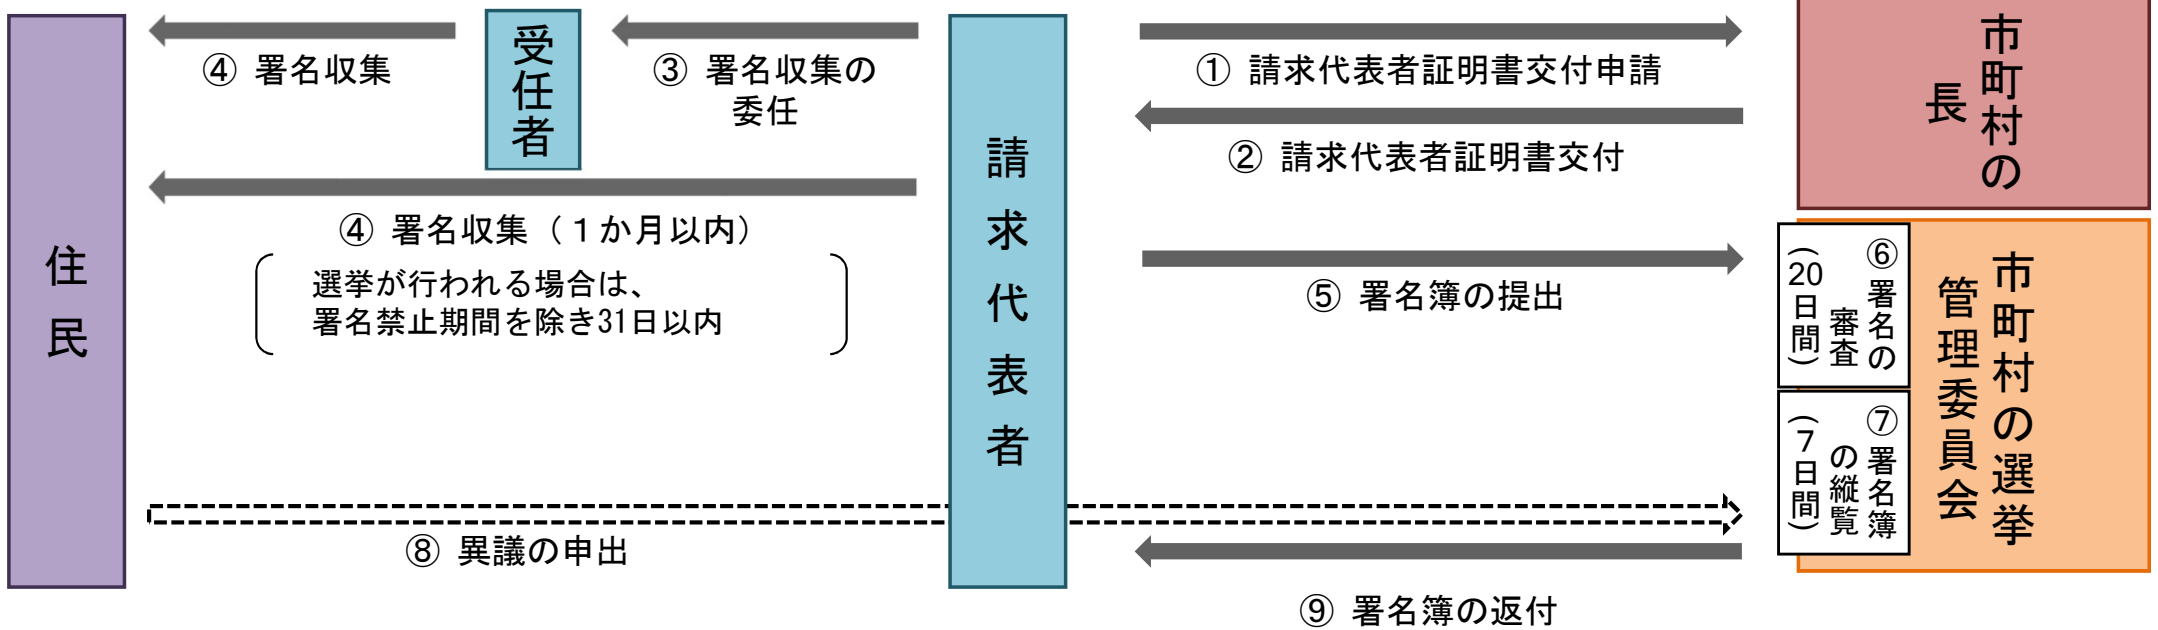 住民
④ 署名収集
受任者
③ 署名収集の
委任
④ 署名収集（１か月以内）
選挙が行われる場合は、
署名禁止期間を除き31日以内
請求代表者
① 請求代表者証明書交付申請
② 請求代表者証明書交付
市町村の
長
⑤ 署名簿の提出
⑥署名の
審査
(20日間)
⑦署名簿
の縦覧
(7日間)
市町村の選挙
管理委員会
⑧ 異議の申出
⑨ 署名簿の返付